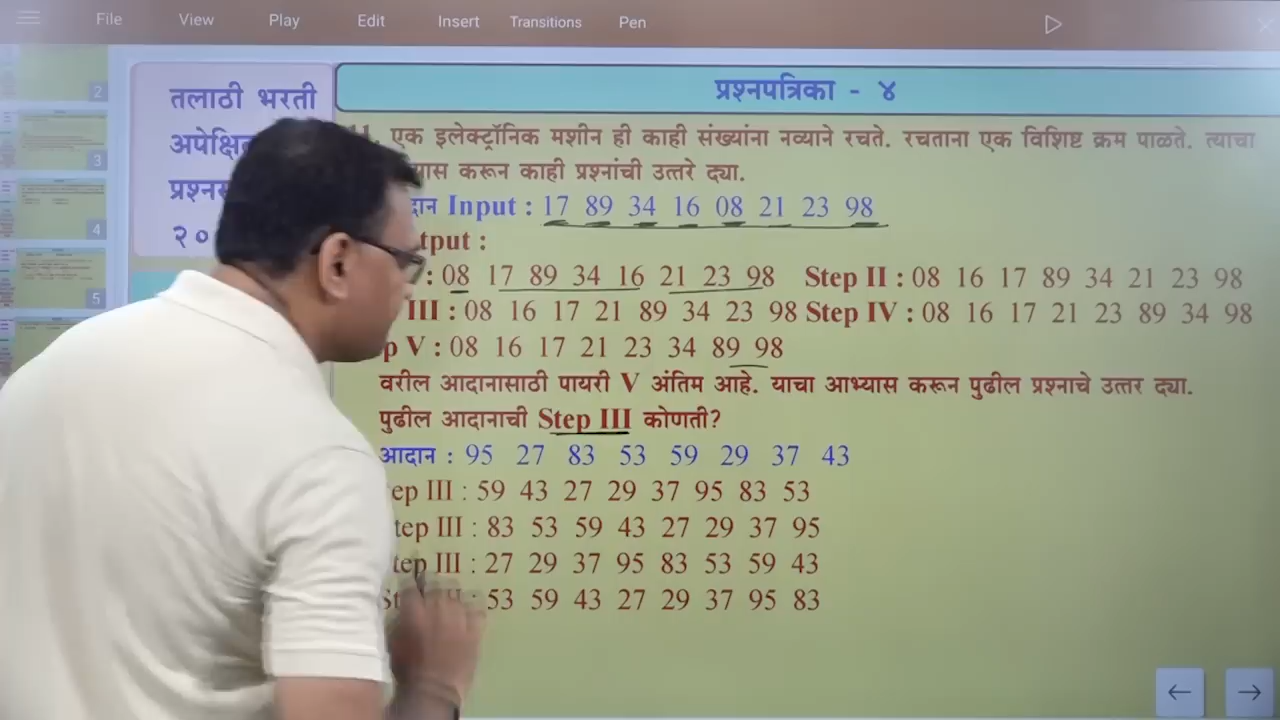 File View Play Edit Insert Transitions Pen
2
3
4
5
तलाठी भरती
२०
प्रश्नपत्रिका - ४
एक इलेक्ट्रॉनिक मशीन ही काही संख्यांना नव्याने रचते. रचताना एक विशिष्ट क्रम पाळते. त्याचा
करून काही प्रश्नांची उत्तरे द्या.
Input : 17 89 34 16 08 21 23 98
: 08 17 89 34 16 21 23 98 Step II : 08 16 17 89 34 21 23 98
III : 08 16 17 21 89 34 23 98 Step IV : 08 16 17 21 23 89 34 98
p V : 08 16 17 21 23 34 89 98
वरील आदानासाठी पायरी V अंतिम आहे. याचा आभ्यास करून पुढील प्रश्नाचे उत्तर द्या.
पुढील आदानाची Step III कोणती?
आदान : 95 27 83 53 59 29 37 43
ep III : 59 43 27 29 37 95 83 53
tep III : 83 53 59 43 27 29 37 95
tep III : 27 29 37 95 83 53 59 43
: 53 59 43 27 29 37 95 83